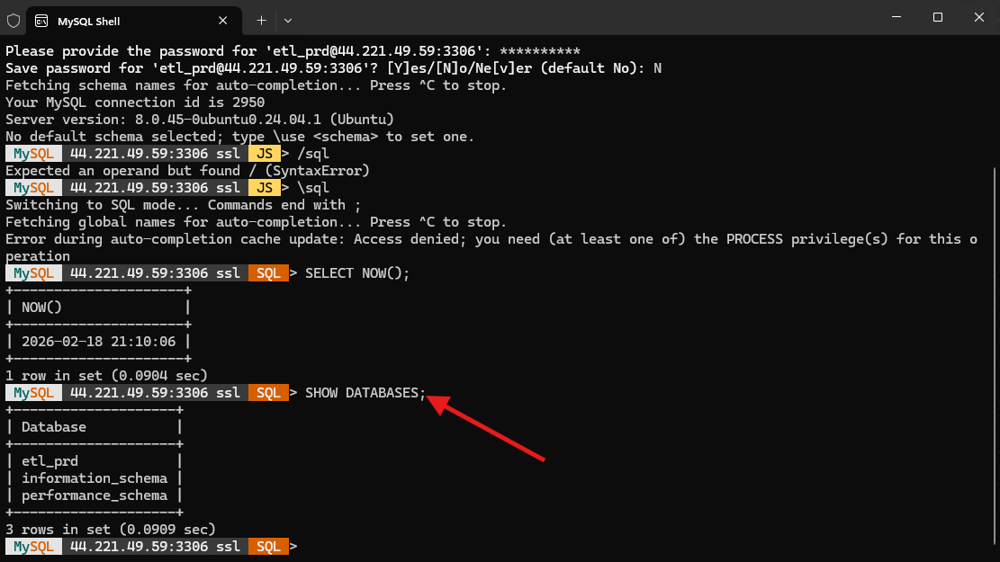 MySQL Shell
Please provide the password for 'etl_prd@44.221.49.59:3306': **********
Save password for 'etl_prd@44.221.49.59:3306'? [Y]es/[N]o/Ne[v]er (default No): N
Fetching schema names for auto-completion... Press ^C to stop.
Your MySQL connection id is 2950
Server version: 8.0.45-0ubuntu0.24.04.1 (Ubuntu)
No default schema selected; type \use <schema> to set one.
MySQL 44.221.49.59:3306 ssl JS > /sql
Expected an operand but found / (SyntaxError)
MySQL 44.221.49.59:3306 ssl JS > \sql
Switching to SQL mode... Commands end with ;
Fetching global names for auto-completion... Press ^C to stop.
Error during auto-completion cache update: Access denied; you need (at least one of) the PROCESS privilege(s) for this o
peration
MySQL 44.221.49.59:3306 ssl SQL > SELECT NOW();
+---------------------+
| NOW()               |
+---------------------+
| 2026-02-18 21:10:06 |
+---------------------+
1 row in set (0.0904 sec)
MySQL 44.221.49.59:3306 ssl SQL > SHOW DATABASES;
+--------------------+
| Database           |
+--------------------+
| etl_prd            |
| information_schema |
| performance_schema |
+--------------------+
3 rows in set (0.0909 sec)
MySQL 44.221.49.59:3306 ssl SQL >